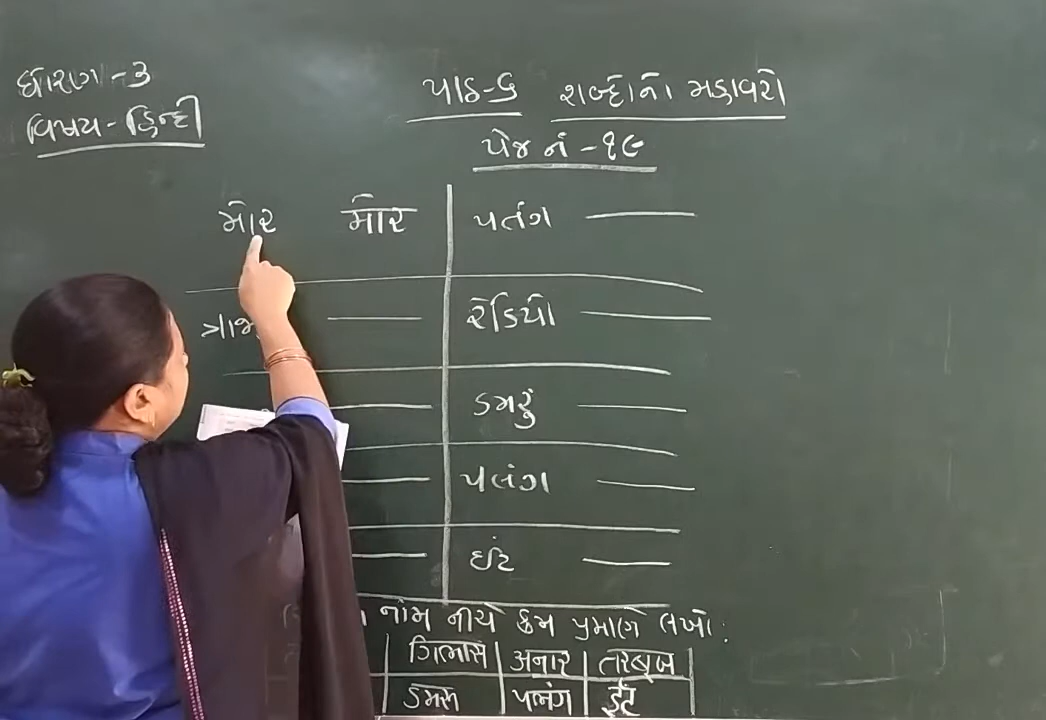 ધોરણ - ૩
વિષય - હિન્દી
પાઠ - ૬ શબ્દોનો મહાવરો
પેજ નં - ૧૯
મોર मोर પતંગ
રેડિયો
ડમરું
પલંગ
ઈંટ
નામ નીચે ક્રમ પ્રમાણે લખો :
गिलास अनार तरबूज
डमरू पलंग ईंट